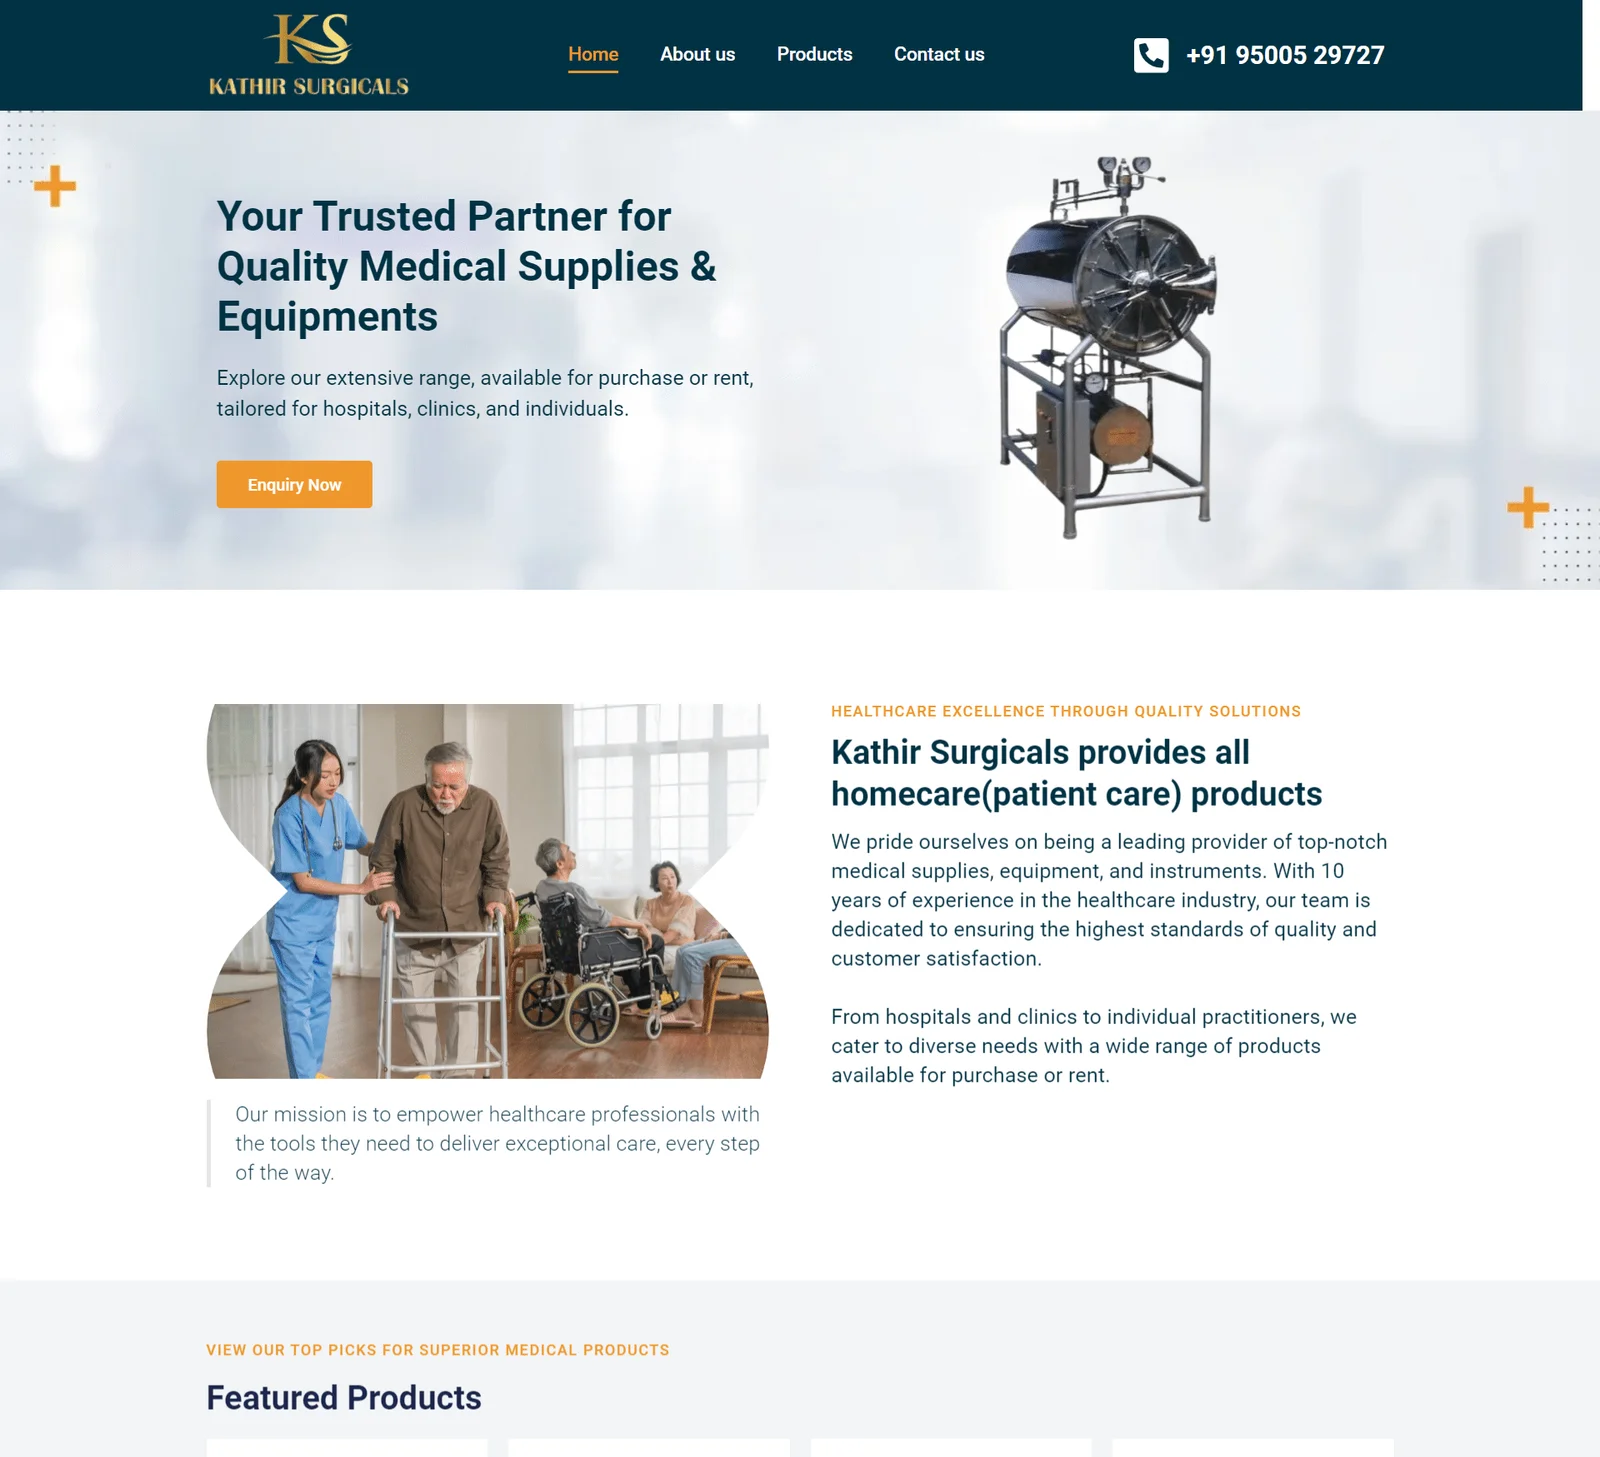 KS
KATHIR SURGICALS
Home
About us
Products
Contact us
+91 95005 29727
Your Trusted Partner for
Quality Medical Supplies &
Equipments
Explore our extensive range, available for purchase or rent,
tailored for hospitals, clinics, and individuals.
Enquiry Now
HEALTHCARE EXCELLENCE THROUGH QUALITY SOLUTIONS
Kathir Surgicals provides all
homecare(patient care) products
We pride ourselves on being a leading provider of top-notch
medical supplies, equipment, and instruments. With 10
years of experience in the healthcare industry, our team is
dedicated to ensuring the highest standards of quality and
customer satisfaction.
From hospitals and clinics to individual practitioners, we
cater to diverse needs with a wide range of products
available for purchase or rent.
Our mission is to empower healthcare professionals with
the tools they need to deliver exceptional care, every step
of the way.
VIEW OUR TOP PICKS FOR SUPERIOR MEDICAL PRODUCTS
Featured Products